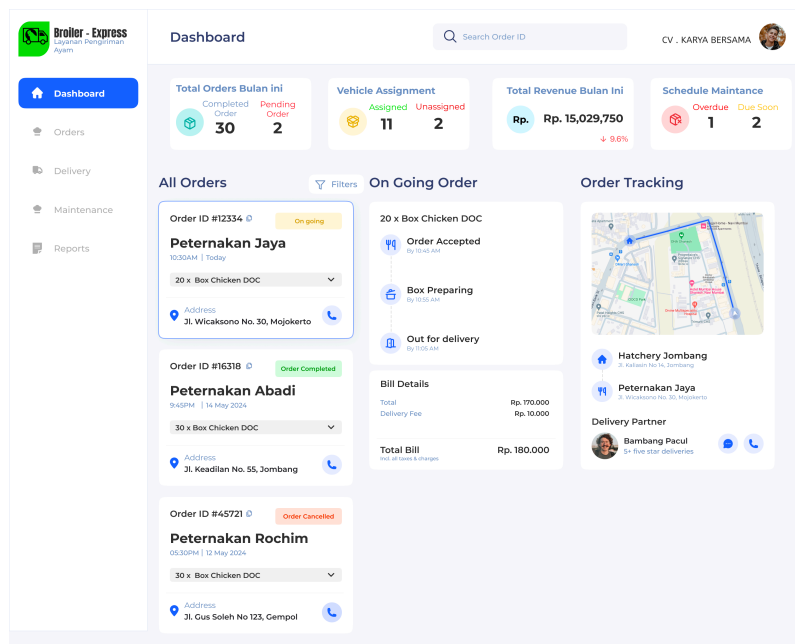 Broiler - Express
Layanan Pengiriman
Ayam
Dashboard
Search Order ID
CV . KARYA BERSAMA
Dashboard
Orders
Delivery
Maintenance
Reports
Total Orders Bulan ini
Completed Order
30
Pending Order
2
Vehicle Assignment
Assigned
11
Unassigned
2
Total Revenue Bulan Ini
Rp.
Rp. 15,029,750
↓ 9.6%
Schedule Maintance
Overdue
1
Due Soon
2
All Orders
Filters
Order ID #12334
On going
Peternakan Jaya
10:30AM | Today
20 x Box Chicken DOC
Address
Jl. Wicaksono No. 30, Mojokerto
Order ID #16318
Order Completed
Peternakan Abadi
9:45PM | 14 May 2024
30 x Box Chicken DOC
Address
Jl. Keadilan No. 55, Jombang
Order ID #45721
Order Cancelled
Peternakan Rochim
05:30PM | 12 May 2024
30 x Box Chicken DOC
Address
Jl. Gus Soleh No 123, Gempol
On Going Order
20 x Box Chicken DOC
Order Accepted
By 10:45 AM
Box Preparing
By 10:55 AM
Out for delivery
By 11:05 AM
Bill Details
Total Rp. 170.000
Delivery Fee Rp. 10.000
Total Bill Rp. 180.000
Incl. all taxes & charges
Order Tracking
Hatchery Jombang
Jl. Kaliasin No 14, Jombang
Peternakan Jaya
Jl. Wicaksono No. 30, Mojokerto
Delivery Partner
Bambang Pacul
5+ five star deliveries